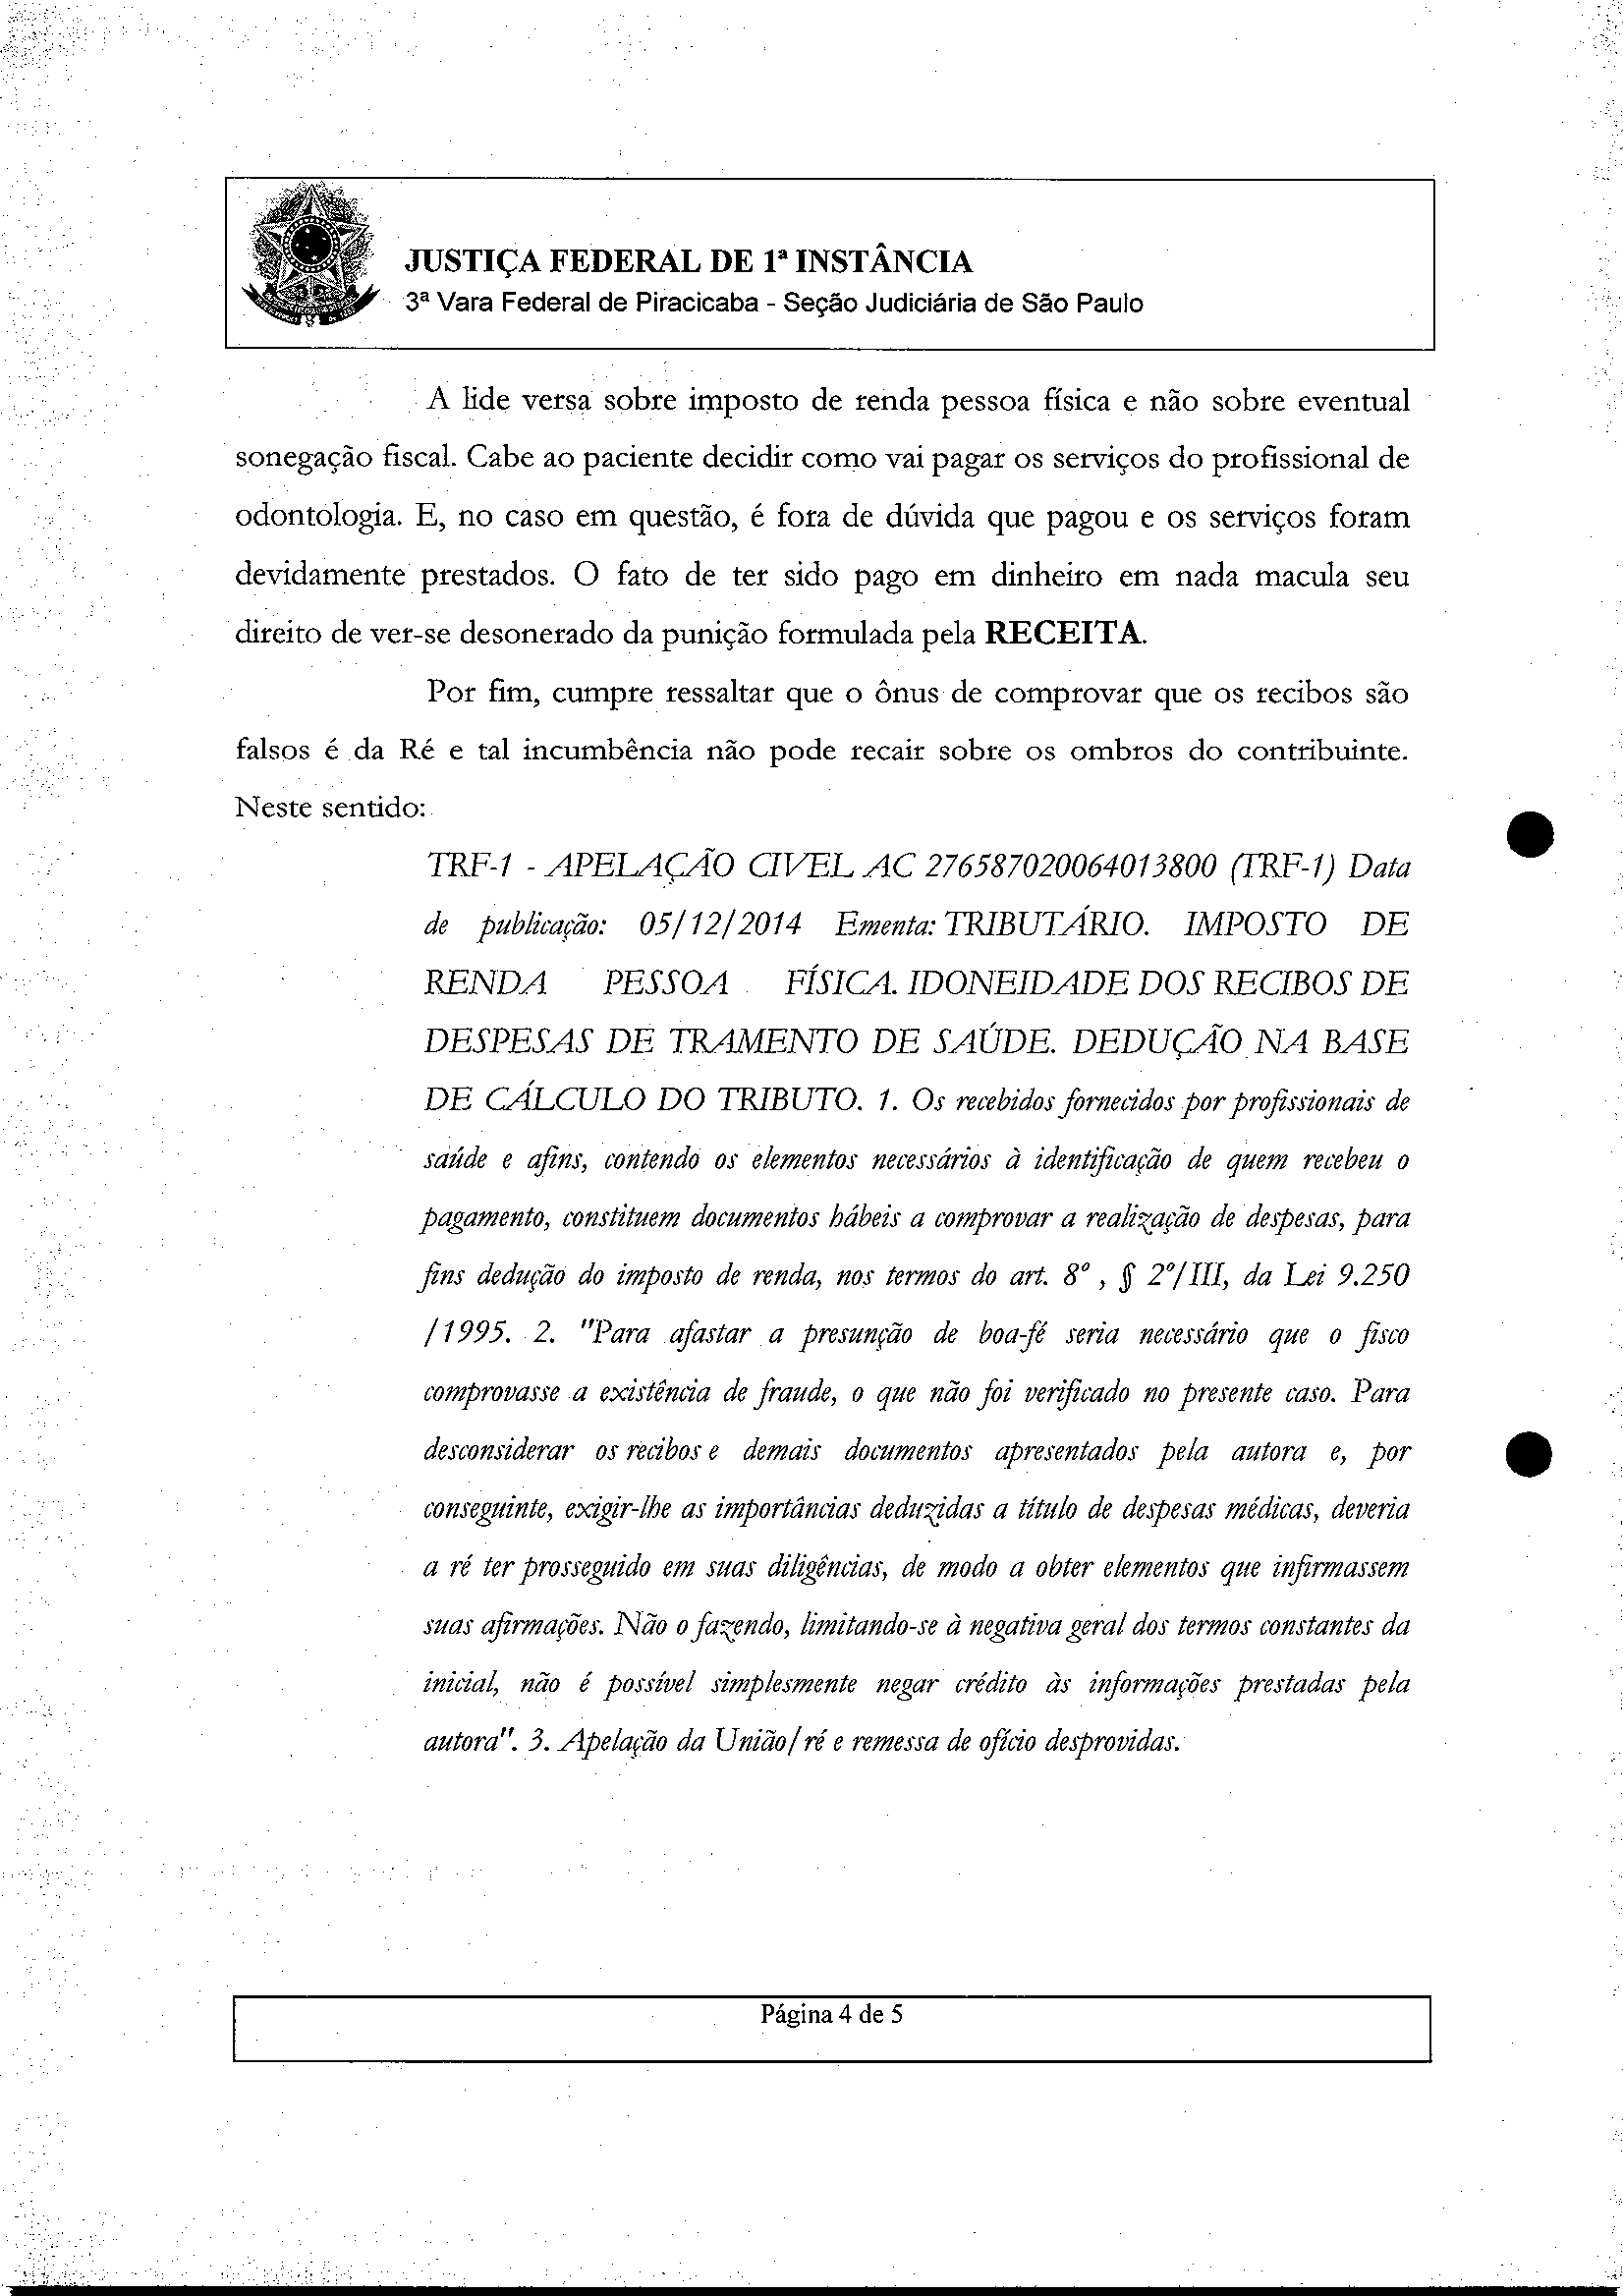 JUSTIÇA FEDERAL DE 1ª INSTÂNCIA
3ª Vara Federal de Piracicaba - Seção Judiciária de São Paulo
A lide versa sobre imposto de renda pessoa física e não sobre eventual
sonegação fiscal. Cabe ao paciente decidir como vai pagar os serviços do profissional de
odontologia. E, no caso em questão, é fora de dúvida que pagou e os serviços foram
devidamente prestados. O fato de ter sido pago em dinheiro em nada macula seu
direito de ver-se desonerado da punição formulada pela RECEITA.
Por fim, cumpre ressaltar que o ônus de comprovar que os recibos são
falsos é da Ré e tal incumbência não pode recair sobre os ombros do contribuinte.
Neste sentido:
TRF-1 - APELAÇÃO CIVEL AC 276587020064013800 (TRF-1) Data
de publicação: 05/12/2014 Ementa: TRIBUTÁRIO. IMPOSTO DE
RENDA PESSOA FÍSICA. IDONEIDADE DOS RECIBOS DE
DESPESAS DE TRAMENTO DE SAÚDE. DEDUÇÃO NA BASE
DE CÁLCULO DO TRIBUTO. 1. Os recebidos fornecidos por profissionais de
saúde e afins, contendo os elementos necessários à identificação de quem recebeu o
pagamento, constituem documentos hábeis a comprovar a realização de despesas, para
fins dedução do imposto de renda, nos termos do art. 8º , § 2º/III, da Lei 9.250
/1995. 2. "Para afastar a presunção de boa-fé seria necessário que o fisco
comprovasse a existência de fraude, o que não foi verificado no presente caso. Para
desconsiderar os recibos e demais documentos apresentados pela autora e, por
conseguinte, exigir-lhe as importâncias deduzidas a título de despesas médicas, deveria
a ré ter prosseguido em suas diligências, de modo a obter elementos que infirmassem
suas afirmações. Não o fazendo, limitando-se à negativa geral dos termos constantes da
inicial, não é possível simplesmente negar crédito às informações prestadas pela
autora". 3. Apelação da União/ré e remessa de ofício desprovidas.
Página 4 de 5